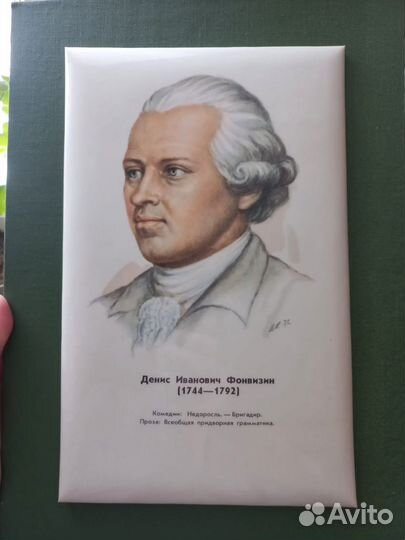 Денис Иванович Фонвизин
(1744—1792)
Комедии: Недоросль. — Бригадир.
Проза: Всеобщая придворная грамматика.
Avito